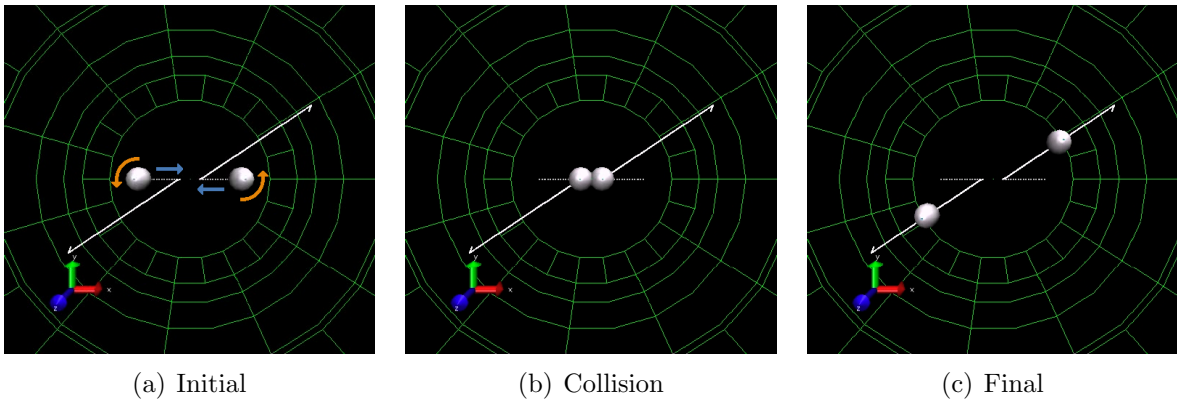 y
x
z
y
x
z
y
x
z
(a) Initial
(b) Collision
(c) Final